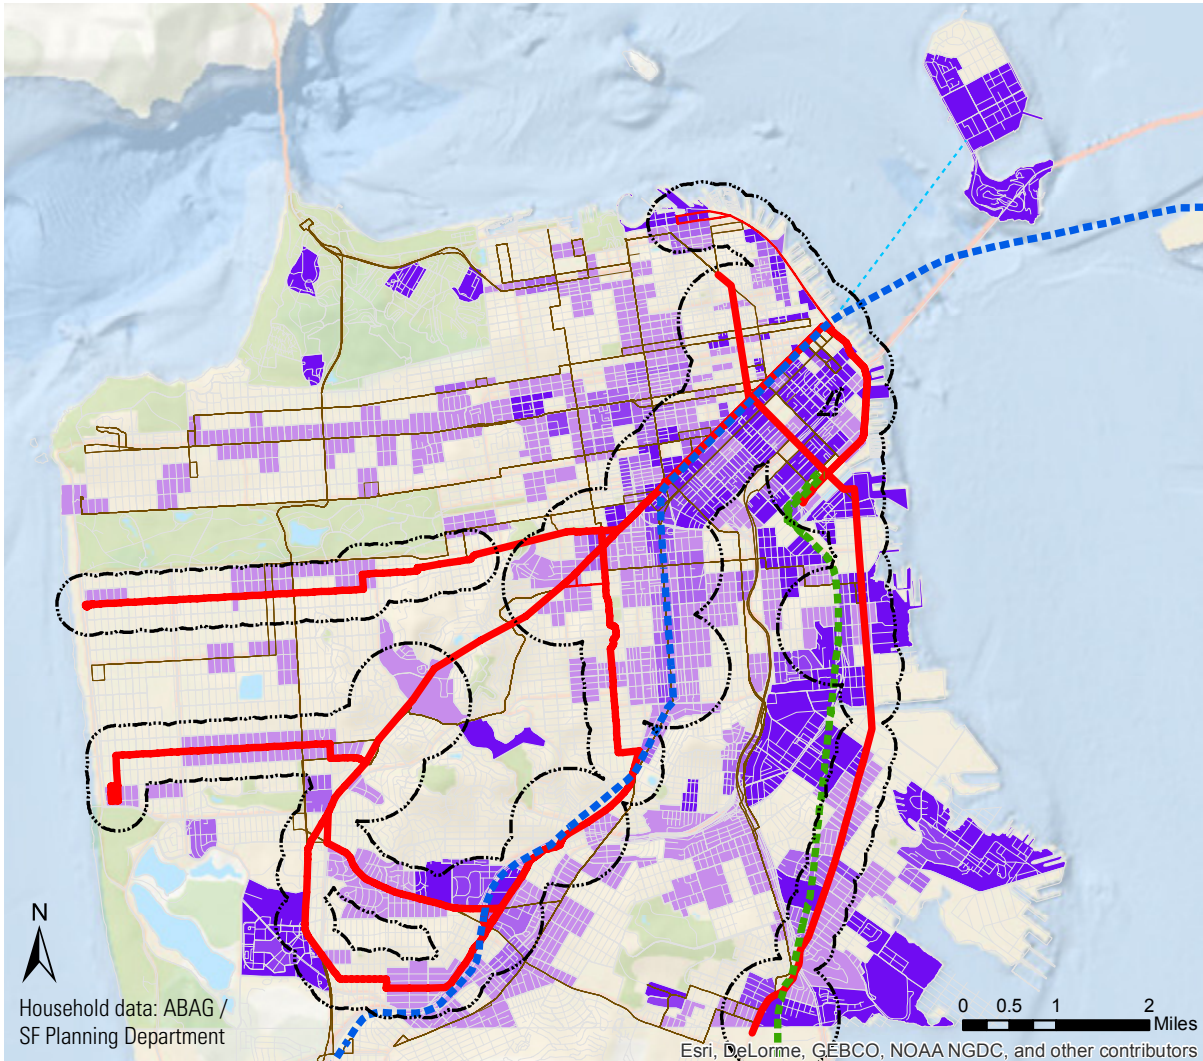 N
Household data: ABAG /
SF Planning Department
0 0.5 1 2
Miles
Esri, DeLorme, GEBCO, NOAA NGDC, and other contributors